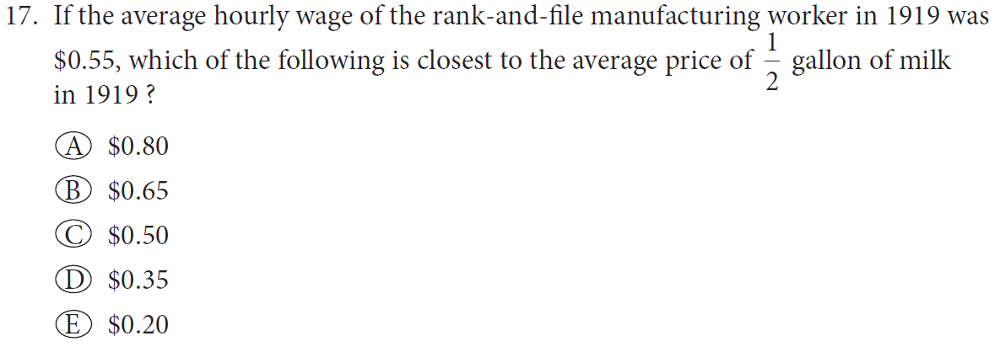 17. If the average hourly wage of the rank-and-file manufacturing worker in 1919 was
$0.55, which of the following is closest to the average price of 1/2 gallon of milk
in 1919 ?
A $0.80
B $0.65
C $0.50
D $0.35
E $0.20